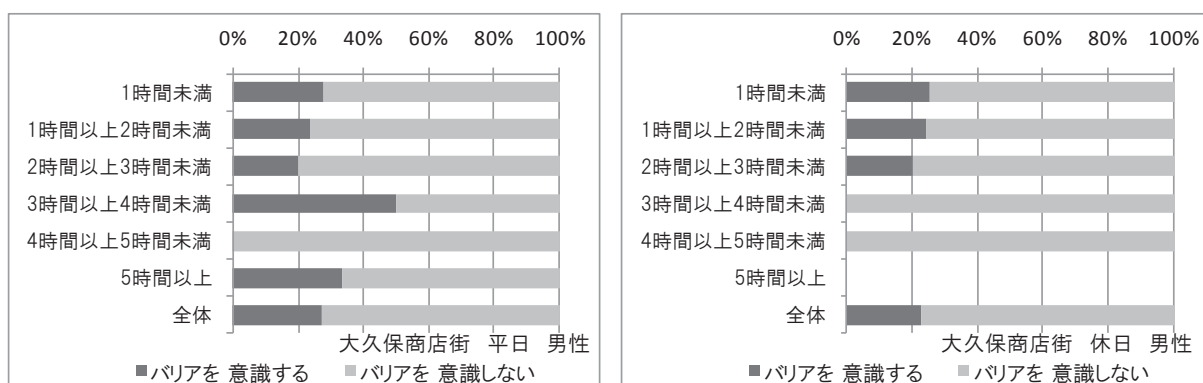 0% 20% 40% 60% 80% 100%
1時間未満
1時間以上2時間未満
2時間以上3時間未満
3時間以上4時間未満
4時間以上5時間未満
5時間以上
全体
大久保商店街 平日 男性
■バリアを 意識する ■バリアを 意識しない
0% 20% 40% 60% 80% 100%
1時間未満
1時間以上2時間未満
2時間以上3時間未満
3時間以上4時間未満
4時間以上5時間未満
5時間以上
全体
大久保商店街 休日 男性
■バリアを 意識する ■バリアを 意識しない